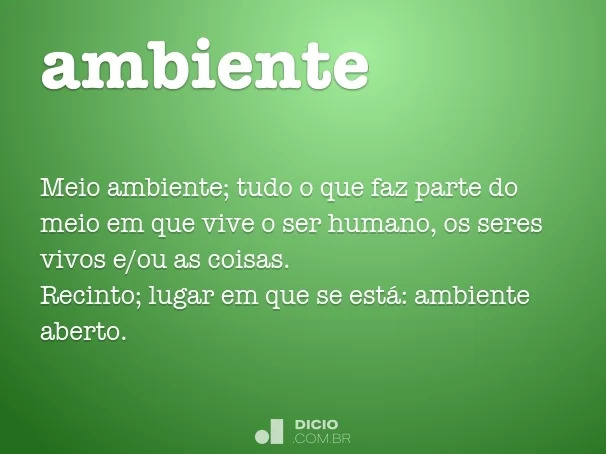 ambiente
Meio ambiente; tudo o que faz parte do
meio em que vive o ser humano, os seres
vivos e/ou as coisas.
Recinto; lugar em que se está: ambiente
aberto.
DICIO
.COM.BR